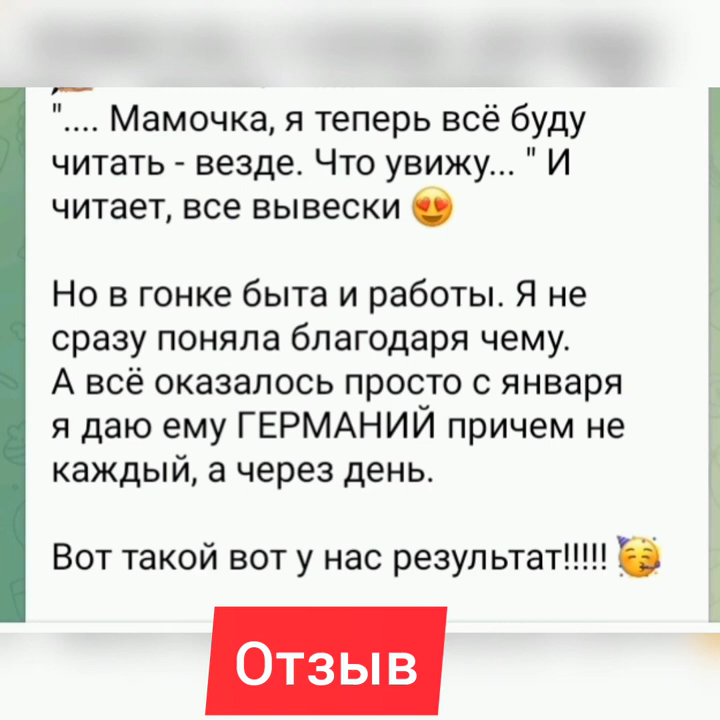 ".... Мамочка, я теперь всё буду
читать - везде. Что увижу... " И
читает, все вывески 😍
Но в гонке быта и работы. Я не
сразу поняла благодаря чему.
А всё оказалось просто с января
я даю ему ГЕРМАНИЙ причем не
каждый, а через день.
Вот такой вот у нас результат!!!!! 🥳
Отзыв